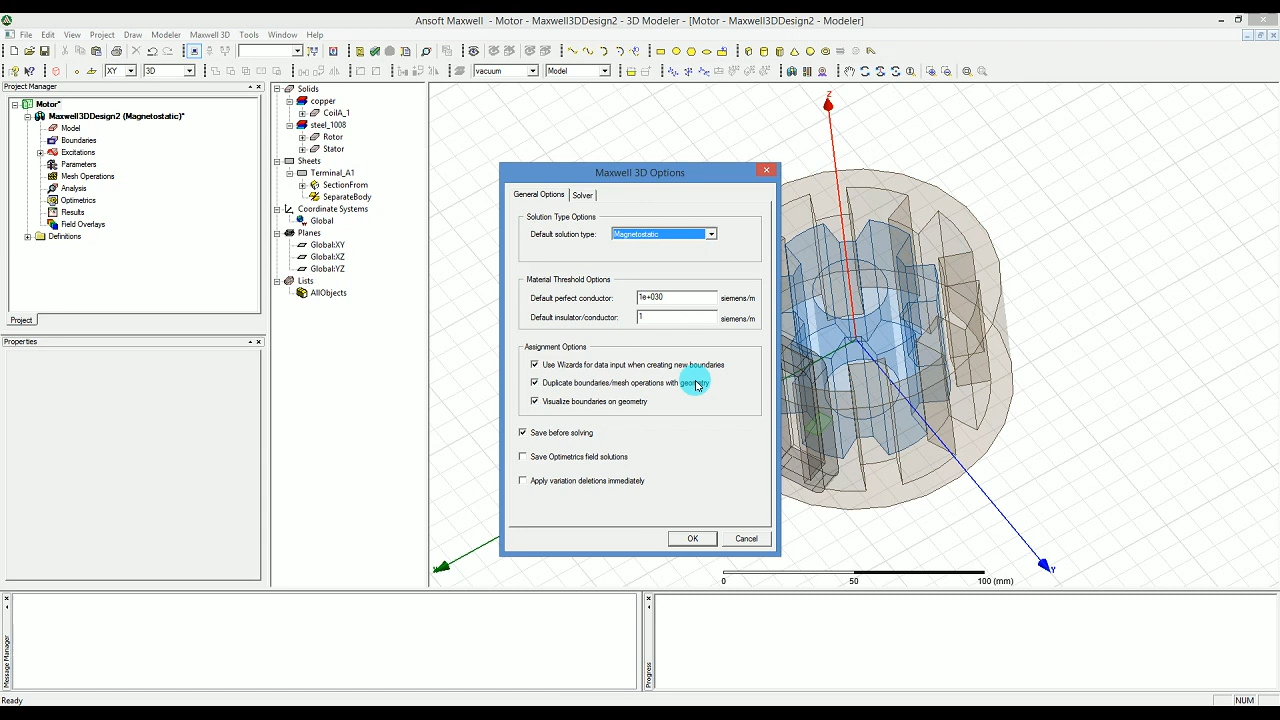 Ansoft Maxwell - Motor - Maxwell3DDesign2 - 3D Modeler - [Motor - Maxwell3DDesign2 - Modeler]
File Edit View Project Draw Modeler Maxwell 3D Tools Window Help
XY 3D vacuum Model
Project Manager
Motor*
Maxwell3DDesign2 (Magnetostatic)*
Model
Boundaries
Excitations
Parameters
Mesh Operations
Analysis
Optimetrics
Results
Field Overlays
Definitions
Project
Properties
Solids
copper
CoilA_1
steel_1008
Rotor
Stator
Sheets
Terminal_A1
SectionFrom
SeparateBody
Coordinate Systems
Global
Planes
Global:XY
Global:XZ
Global:YZ
Lists
AllObjects
Maxwell 3D Options
General Options Solver
Solution Type Options
Default solution type: Magnetostatic
Material Threshold Options
Default perfect conductor: 1e+030 siemens/m
Default insulator/conductor: 1 siemens/m
Assignment Options
Use Wizards for data input when creating new boundaries
Duplicate boundaries/mesh operations with geometry
Visualize boundaries on geometry
Save before solving
Save Optimetrics field solutions
Apply variation deletions immediately
OK Cancel
Z
Y
0 50 100 (mm)
Message Manager
Progress
Ready
NUM